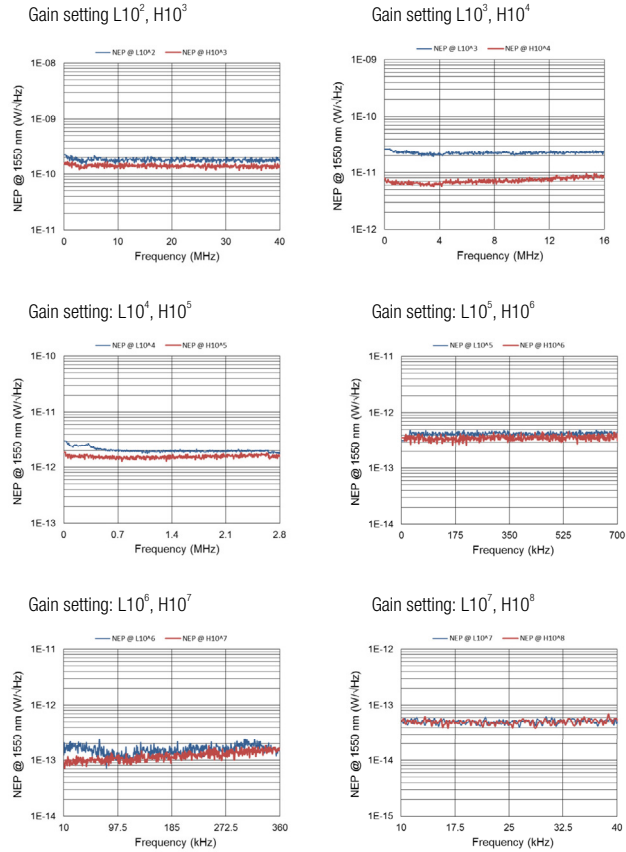 Gain setting L10², H10³
NEP @ L10^2 NEP @ H10^3
1E-08
1E-09
1E-10
1E-11
NEP @ 1550 nm (W/√Hz)
0 10 20 30 40
Frequency (MHz)
Gain setting L10³, H10⁴
NEP @ L10^3 NEP @ H10^4
1E-09
1E-10
1E-11
1E-12
NEP @ 1550 nm (W/√Hz)
0 4 8 12 16
Frequency (MHz)
Gain setting: L10⁴, H10⁵
NEP @ L10^4 NEP @ H10^5
1E-10
1E-11
1E-12
1E-13
NEP @ 1550 nm (W/√Hz)
0 0.7 1.4 2.1 2.8
Frequency (MHz)
Gain setting: L10⁵, H10⁶
NEP @ L10^5 NEP @ H10^6
1E-11
1E-12
1E-13
1E-14
NEP @ 1550 nm (W/√Hz)
0 175 350 525 700
Frequency (kHz)
Gain setting: L10⁶, H10⁷
NEP @ L10^6 NEP @ H10^7
1E-11
1E-12
1E-13
1E-14
NEP @ 1550 nm (W/√Hz)
10 97.5 185 272.5 360
Frequency (kHz)
Gain setting: L10⁷, H10⁸
NEP @ L10^7 NEP @ H10^8
1E-12
1E-13
1E-14
1E-15
NEP @ 1550 nm (W/√Hz)
10 17.5 25 32.5 40
Frequency (kHz)